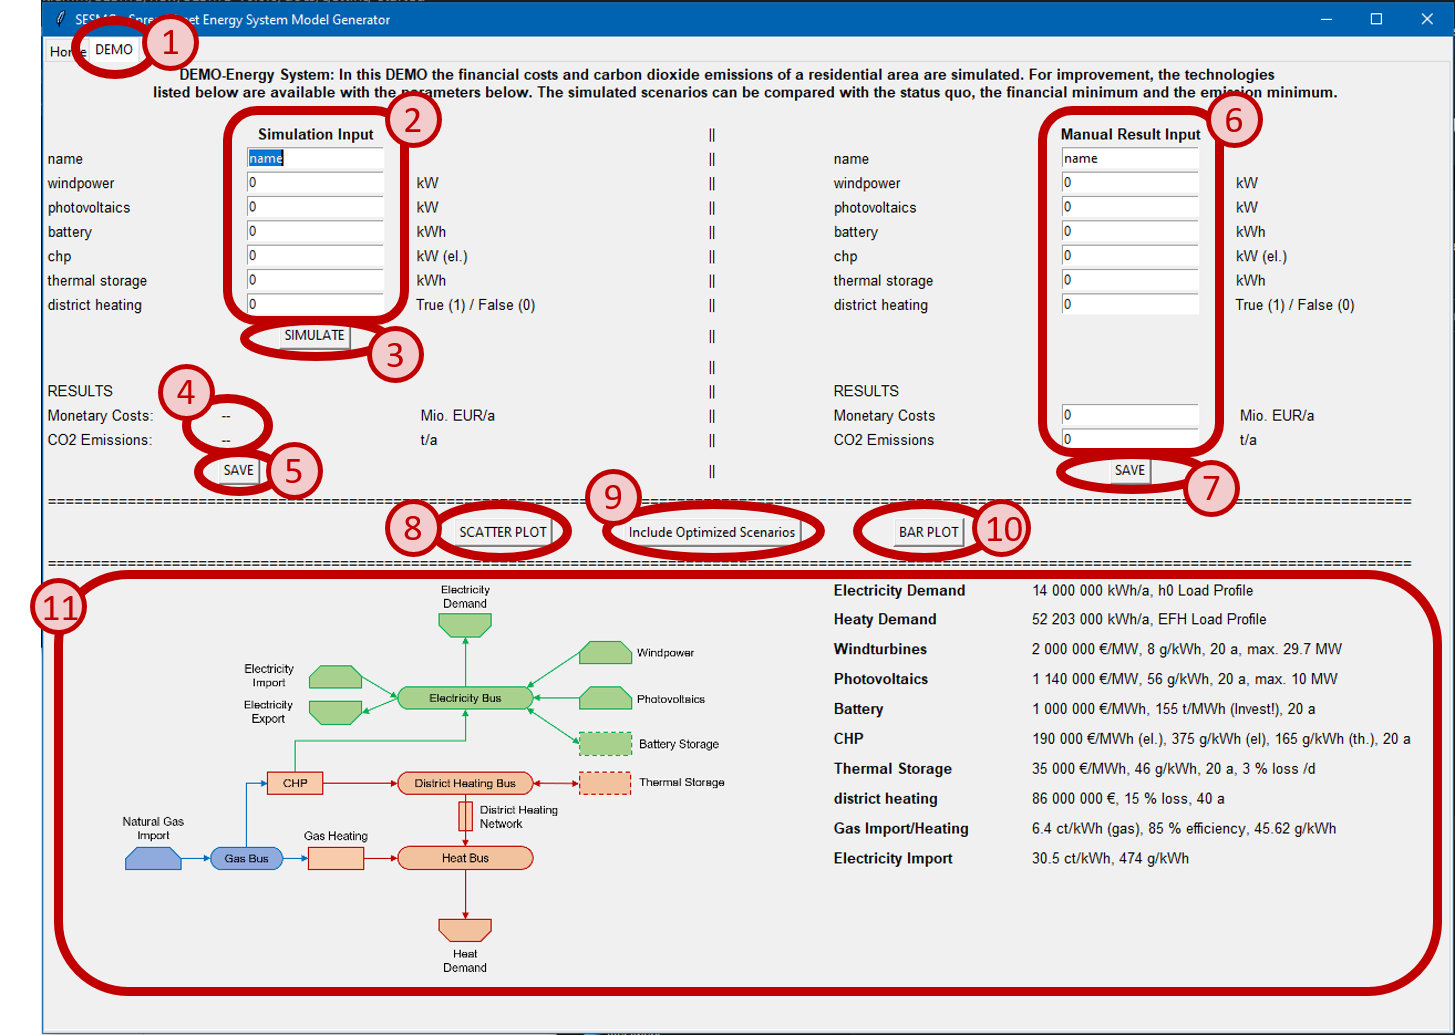 SESMG - Spreadsheet Energy System Model Generator
Home DEMO 1
DEMO-Energy System: In this DEMO the financial costs and carbon dioxide emissions of a residential area are simulated. For improvement, the technologies
listed below are available with the parameters below. The simulated scenarios can be compared with the status quo, the financial minimum and the emission minimum.
2 6
Simulation Input || Manual Result Input
name name || name name
windpower 0 kW || windpower 0 kW
photovoltaics 0 kW || photovoltaics 0 kW
battery 0 kWh || battery 0 kWh
chp 0 kW (el.) || chp 0 kW (el.)
thermal storage 0 kWh || thermal storage 0 kWh
district heating 0 True (1) / False (0) || district heating 0 True (1) / False (0)
SIMULATE ||
3
||
4
RESULTS || RESULTS
Monetary Costs: -- Mio. EUR/a || Monetary Costs 0 Mio. EUR/a
CO2 Emissions: -- t/a || CO2 Emissions 0 t/a
SAVE 5 || SAVE 7
9
8 SCATTER PLOT Include Optimized Scenarios BAR PLOT 10
11
Electricity
Demand
Windpower
Electricity
Import
Electricity Bus
Photovoltaics
Electricity
Export
Battery Storage
CHP
District Heating Bus
Thermal Storage
District Heating
Network
Natural Gas
Import
Gas Heating
Gas Bus
Heat Bus
Heat
Demand
Electricity Demand 14 000 000 kWh/a, h0 Load Profile
Heaty Demand 52 203 000 kWh/a, EFH Load Profile
Windturbines 2 000 000 €/MW, 8 g/kWh, 20 a, max. 29.7 MW
Photovoltaics 1 140 000 €/MW, 56 g/kWh, 20 a, max. 10 MW
Battery 1 000 000 €/MWh, 155 t/MWh (Invest!), 20 a
CHP 190 000 €/MWh (el.), 375 g/kWh (el), 165 g/kWh (th.), 20 a
Thermal Storage 35 000 €/MWh, 46 g/kWh, 20 a, 3 % loss /d
district heating 86 000 000 €, 15 % loss, 40 a
Gas Import/Heating 6.4 ct/kWh (gas), 85 % efficiency, 45.62 g/kWh
Electricity Import 30.5 ct/kWh, 474 g/kWh